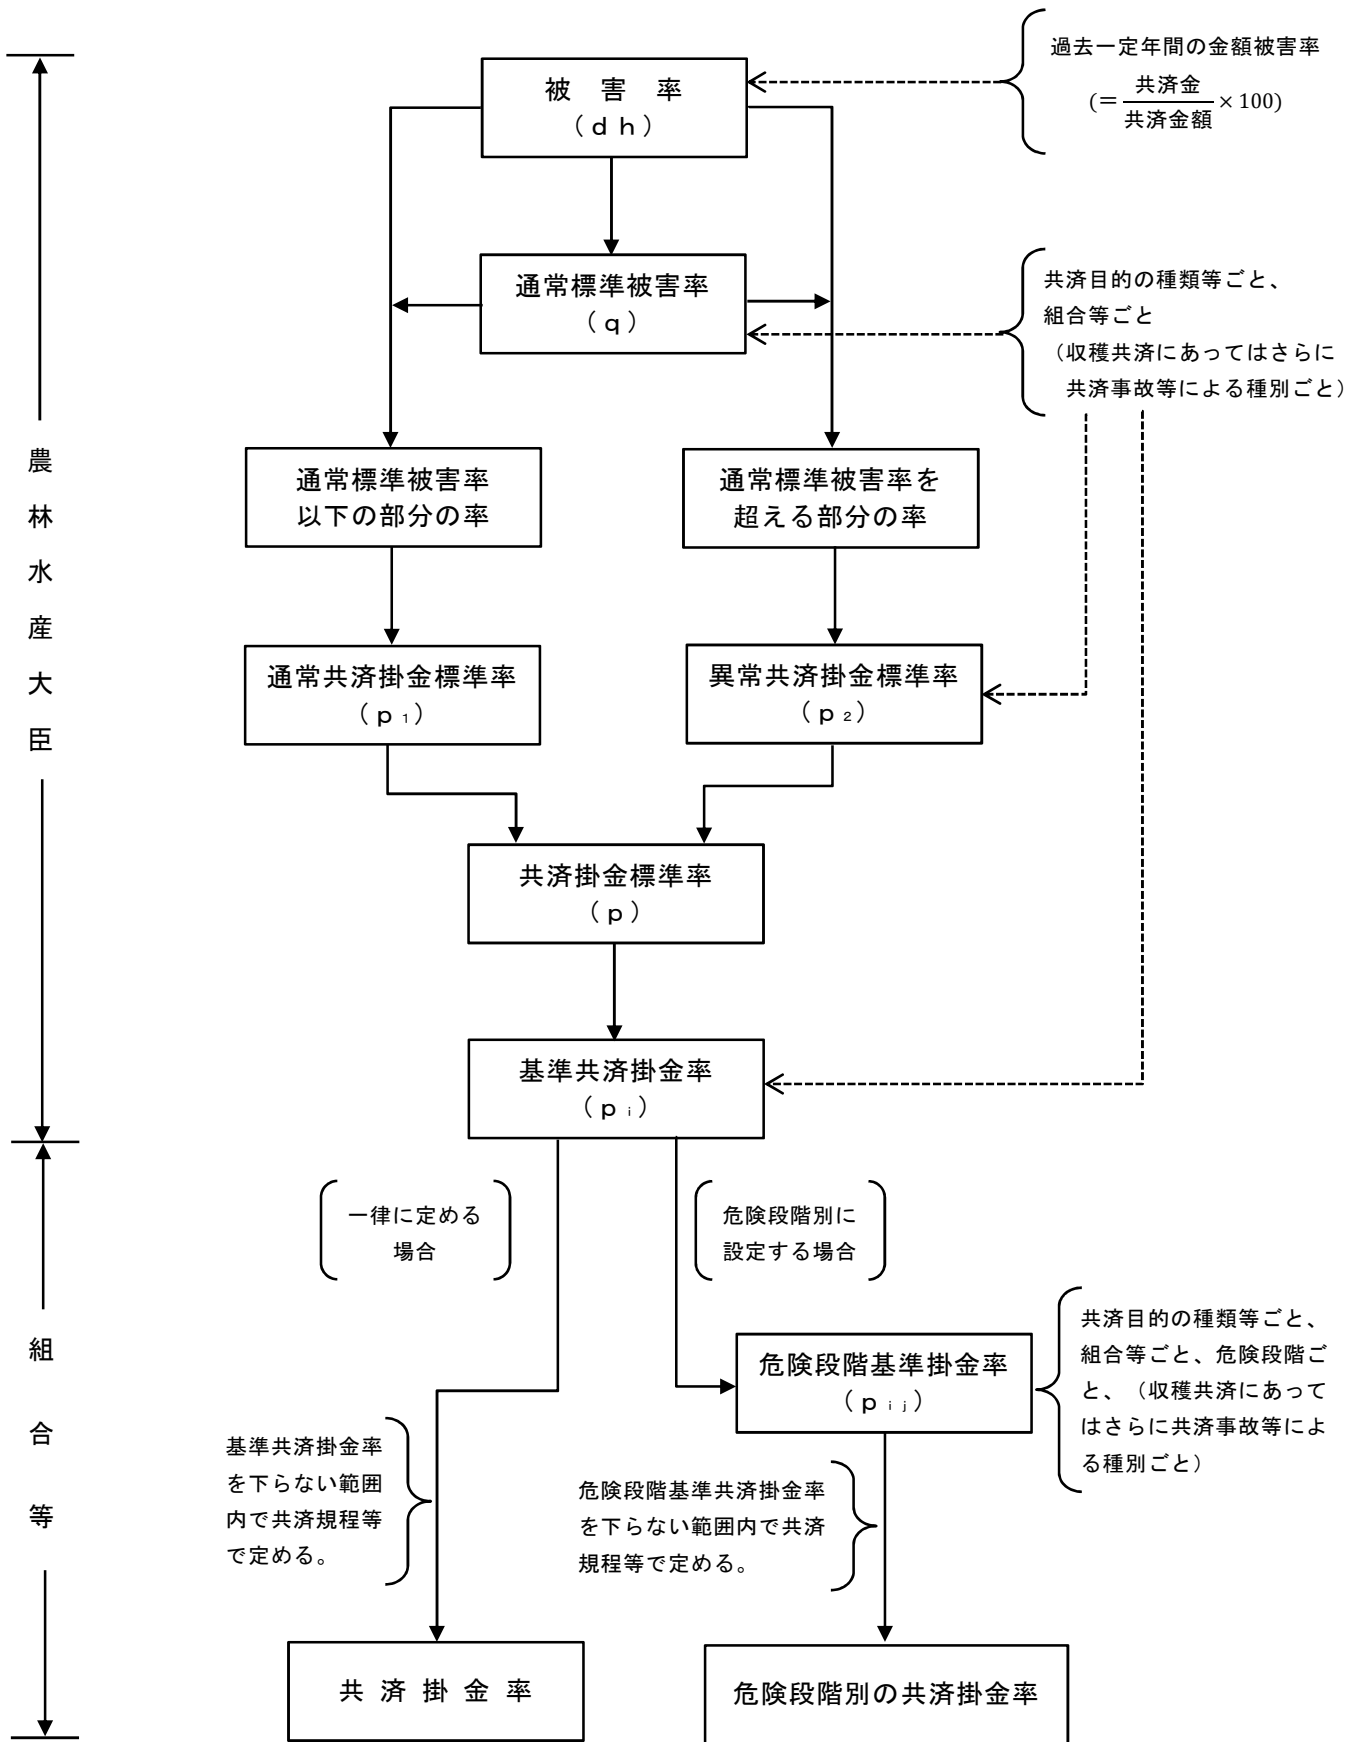 過去一定年間の金額被害率
(＝共済金/共済金額×100)
被　害　率
（ｄｈ）
通常標準被害率
（ｑ）
共済目的の種類等ごと、
組合等ごと
（収穫共済にあってはさらに
共済事故等による種別ごと）
農林水産大臣
通常標準被害率
以下の部分の率
通常標準被害率を
超える部分の率
通常共済掛金標準率
（ｐ₁）
異常共済掛金標準率
（ｐ₂）
共済掛金標準率
（ｐ）
基準共済掛金率
（ｐᵢ）
一律に定める
場合
危険段階別に
設定する場合
組合等
危険段階基準掛金率
（ｐᵢⱼ）
共済目的の種類等ごと、
組合等ごと、危険段階ご
と、（収穫共済にあって
はさらに共済事故等によ
る種別ごと）
基準共済掛金率
を下らない範囲
内で共済規程等
で定める。
危険段階基準共済掛金率
を下らない範囲内で共済
規程等で定める。
共済掛金率
危険段階別の共済掛金率